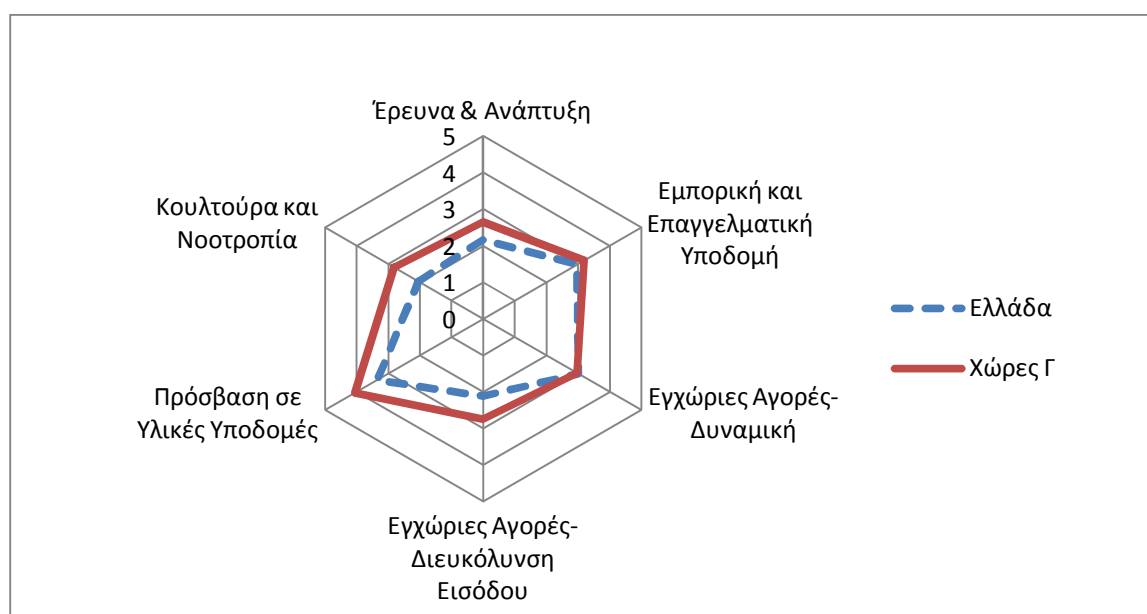 Έρευνα & Ανάπτυξη
5
4
3
2
1
0
Εμπορική και
Επαγγελματική
Υποδομή
Εγχώριες Αγορές-
Δυναμική
Εγχώριες Αγορές-
Διευκόλυνση
Εισόδου
Πρόσβαση σε
Υλικές Υποδομές
Κουλτούρα και
Νοοτροπία
Ελλάδα
Χώρες Γ